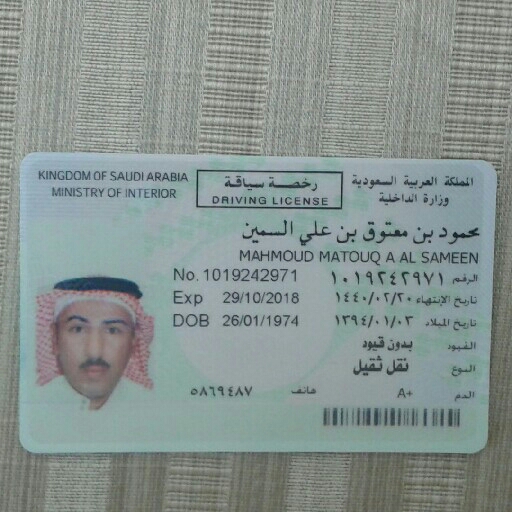 KINGDOM OF SAUDI ARABIA
MINISTRY OF INTERIOR
رخصة سياقة
DRIVING LICENSE
المملكة العربية السعودية
وزارة الداخلية
محمود بن معتوق بن علي السمين
MAHMOUD MATOUQ A AL SAMEEN
No. 1019242971 الرقم ١٠١٩٢٤٢٩٧١
Exp 29/10/2018 تاريخ الإنتهاء ١٤٤٠/٠٢/٢٠
DOB 26/01/1974 تاريخ الميلاد ١٣٩٤/٠١/٠٣
القيود بدون قيود
النوع نقل ثقيل
الدم A+ هاتف ٥٨٦٩٤٨٧